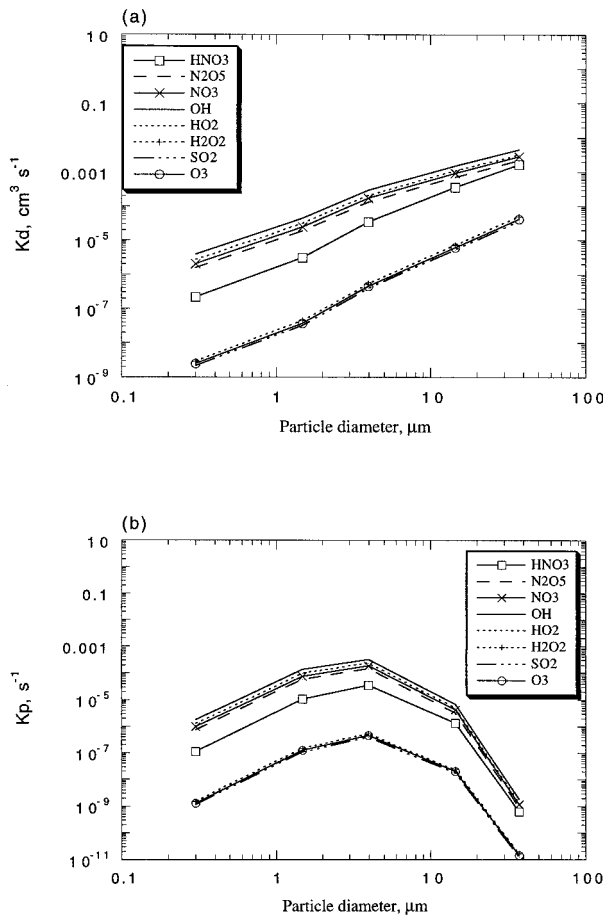 (a)
10
0.1
0.001
10-5
10-7
10-9
Kd, cm3 s-1
HNO3
N2O5
NO3
OH
HO2
H2O2
SO2
O3
0.1
1
10
100
Particle diameter, μm
(b)
10
0.1
0.001
10-5
10-7
10-9
10-11
Kp, s-1
HNO3
N2O5
NO3
OH
HO2
H2O2
SO2
O3
0.1
1
10
100
Particle diameter, μm